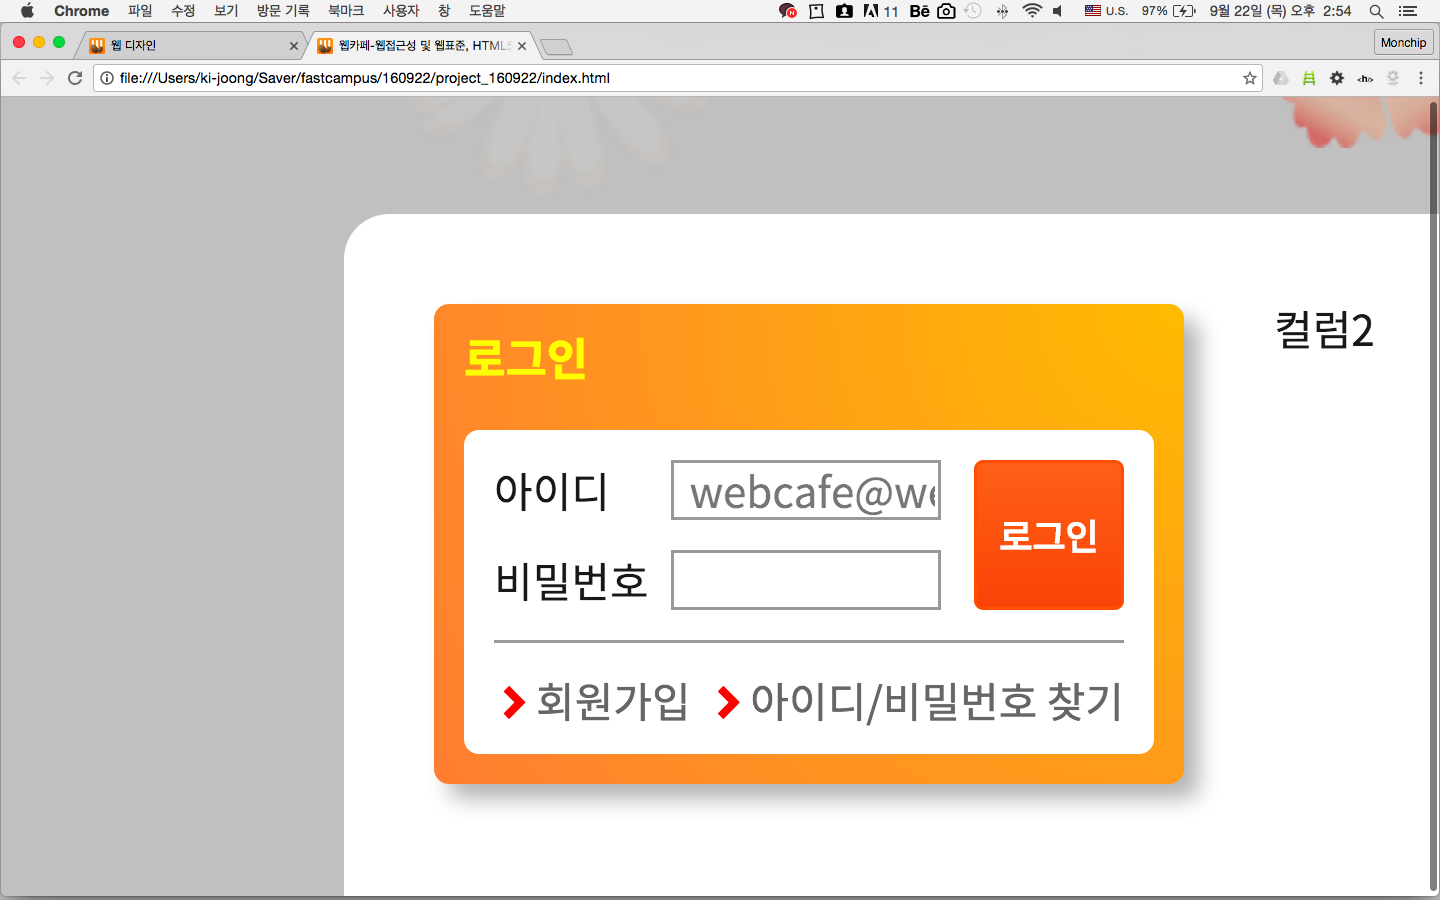 Chrome 파일 수정 보기 방문 기록 북마크 사용자 창 도움말 11 Bē U.S. 97% 9월 22일 (목) 오후 2:54
웹 디자인 웹카페-웹접근성 및 웹표준, HTML5 Monchip
file:///Users/ki-joong/Saver/fastcampus/160922/project_160922/index.html <h/>
로그인
컬럼2
아이디 webcafe@we
로그인
비밀번호
회원가입 아이디/비밀번호 찾기